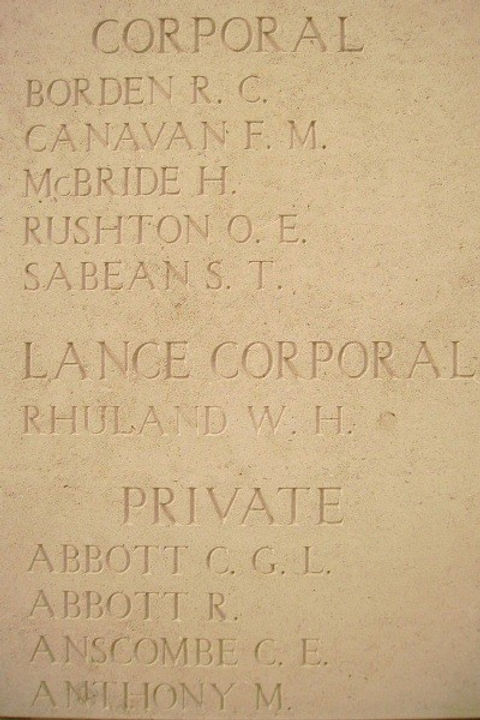 CORPORAL
BORDEN R. C.
CANAVAN F. M.
McBRIDE H.
RUSHTON O. E.
SABEAN S. T.
LANCE CORPORAL
RHULAND W. H.
PRIVATE
ABBOTT C. G. L.
ABBOTT R.
ANSCOMBE C. E.
ANTHONY M.